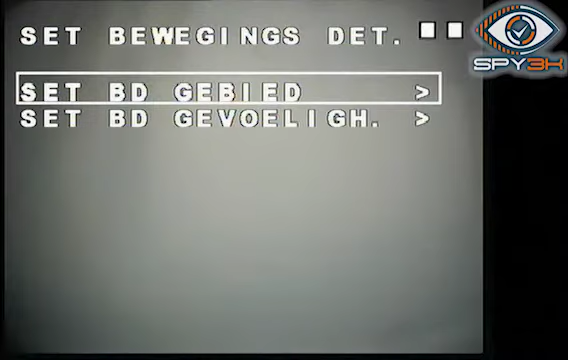 SET BEWEGINGS DET.
SPY3K
SET BD GEBIED >
SET BD GEVOELIGH. >